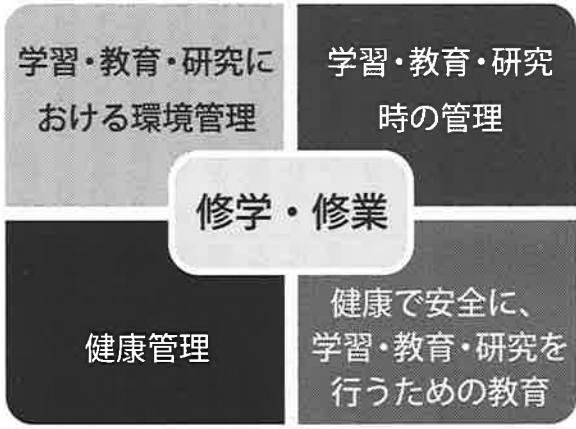 学習・教育・研究に
おける環境管理
学習・教育・研究
時の管理
修学・修業
健康管理
健康で安全に、
学習・教育・研究を
行うための教育